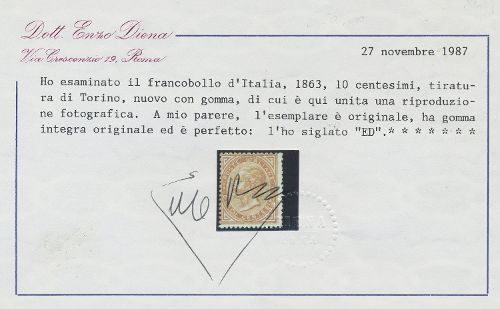 Dott. Enzo Diena
Via Crescenzio 19, Roma
27 novembre 1987
Ho esaminato il francobollo d'Italia, 1863, 10 centesimi, tiratu-
ra di Torino, nuovo con gomma, di cui è qui unita una riproduzio-
ne fotografica. A mio parere, l'esemplare è originale, ha gomma
integra originale ed è perfetto: l'ho siglato "ED".* * * * * * *